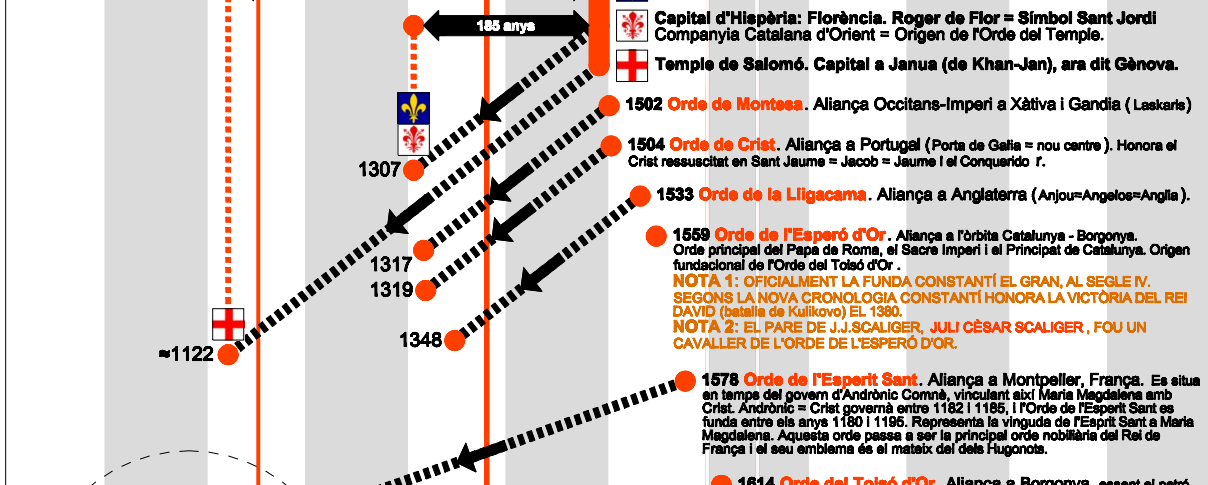 Capital d'Hispèria: Florència. Roger de Flor = Símbol Sant Jordi
Companyia Catalana d'Orient = Origen de l'Orde del Temple.
185 anys
Temple de Salomó. Capital a Janua (de Khan-Jan), ara dit Gènova.
1502 Orde de Montesa. Aliança Occitans-Imperi a Xàtiva i Gandia ( Laskaris)
1504 Orde de Crist. Aliança a Portugal (Porta de Galia = nou centre ). Honora el
Crist ressuscitat en Sant Jaume = Jacob = Jaume I el Conquerido r.
1307
1533 Orde de la Lligacama. Aliança a Anglaterra (Anjou=Angelos=Anglia).
1559 Orde de l'Esperó d'Or. Aliança a l'òrbita Catalunya - Borgonya.
Orde principal del Papa de Roma, el Sacre Imperi i el Principat de Catalunya. Origen
fundacional de l'Orde del Toisó d'Or .
1317
NOTA 1: OFICIALMENT LA FUNDA CONSTANTÍ EL GRAN, AL SEGLE IV.
SEGONS LA NOVA CRONOLOGIA CONSTANTÍ HONORA LA VICTÒRIA DEL REI
DAVID (batalla de Kulikovo) EL 1380.
1319
NOTA 2: EL PARE DE J.J.SCALIGER, JULI CÈSAR SCALIGER , FOU UN
CAVALLER DE L'ORDE DE L'ESPERÓ D'OR.
1348
≈1122
1578 Orde de l'Esperit Sant. Aliança a Montpeller, França. Es situa
en temps del govern d'Andrònic Comnè, vinculant així Maria Magdalena amb
Crist. Andrònic = Crist governà entre 1182 i 1185, i l'Orde de l'Esperit Sant es
funda entre els anys 1180 i 1195. Representa la vinguda de l'Esprit Sant a Maria
Magdalena. Aquesta orde passa a ser la principal orde nobiliària del Rei de
França i el seu emblema és el mateix del dels Hugonots.
1614 Orde del Toisó d'Or. Aliança a Borgonya, essent el patró